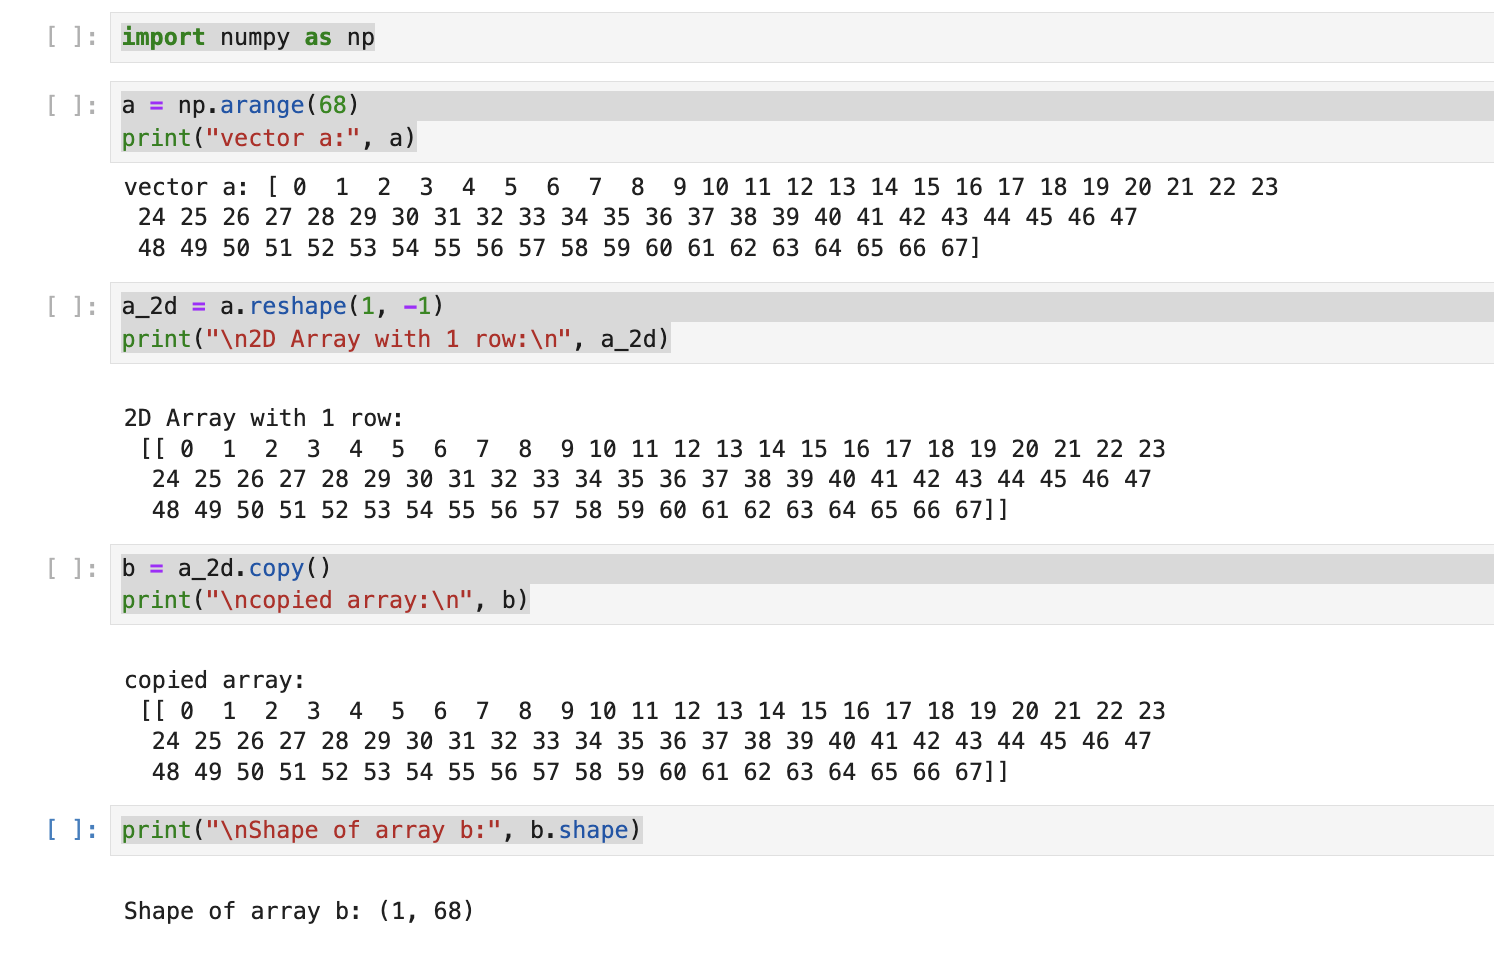 [ ]: import numpy as np
[ ]: a = np.arange(68)
print("vector a:", a)
vector a: [ 0  1  2  3  4  5  6  7  8  9 10 11 12 13 14 15 16 17 18 19 20 21 22 23
 24 25 26 27 28 29 30 31 32 33 34 35 36 37 38 39 40 41 42 43 44 45 46 47
 48 49 50 51 52 53 54 55 56 57 58 59 60 61 62 63 64 65 66 67]
[ ]: a_2d = a.reshape(1, -1)
print("\n2D Array with 1 row:\n", a_2d)
2D Array with 1 row:
 [[ 0  1  2  3  4  5  6  7  8  9 10 11 12 13 14 15 16 17 18 19 20 21 22 23
  24 25 26 27 28 29 30 31 32 33 34 35 36 37 38 39 40 41 42 43 44 45 46 47
  48 49 50 51 52 53 54 55 56 57 58 59 60 61 62 63 64 65 66 67]]
[ ]: b = a_2d.copy()
print("\ncopied array:\n", b)
copied array:
 [[ 0  1  2  3  4  5  6  7  8  9 10 11 12 13 14 15 16 17 18 19 20 21 22 23
  24 25 26 27 28 29 30 31 32 33 34 35 36 37 38 39 40 41 42 43 44 45 46 47
  48 49 50 51 52 53 54 55 56 57 58 59 60 61 62 63 64 65 66 67]]
[ ]: print("\nShape of array b:", b.shape)
Shape of array b: (1, 68)